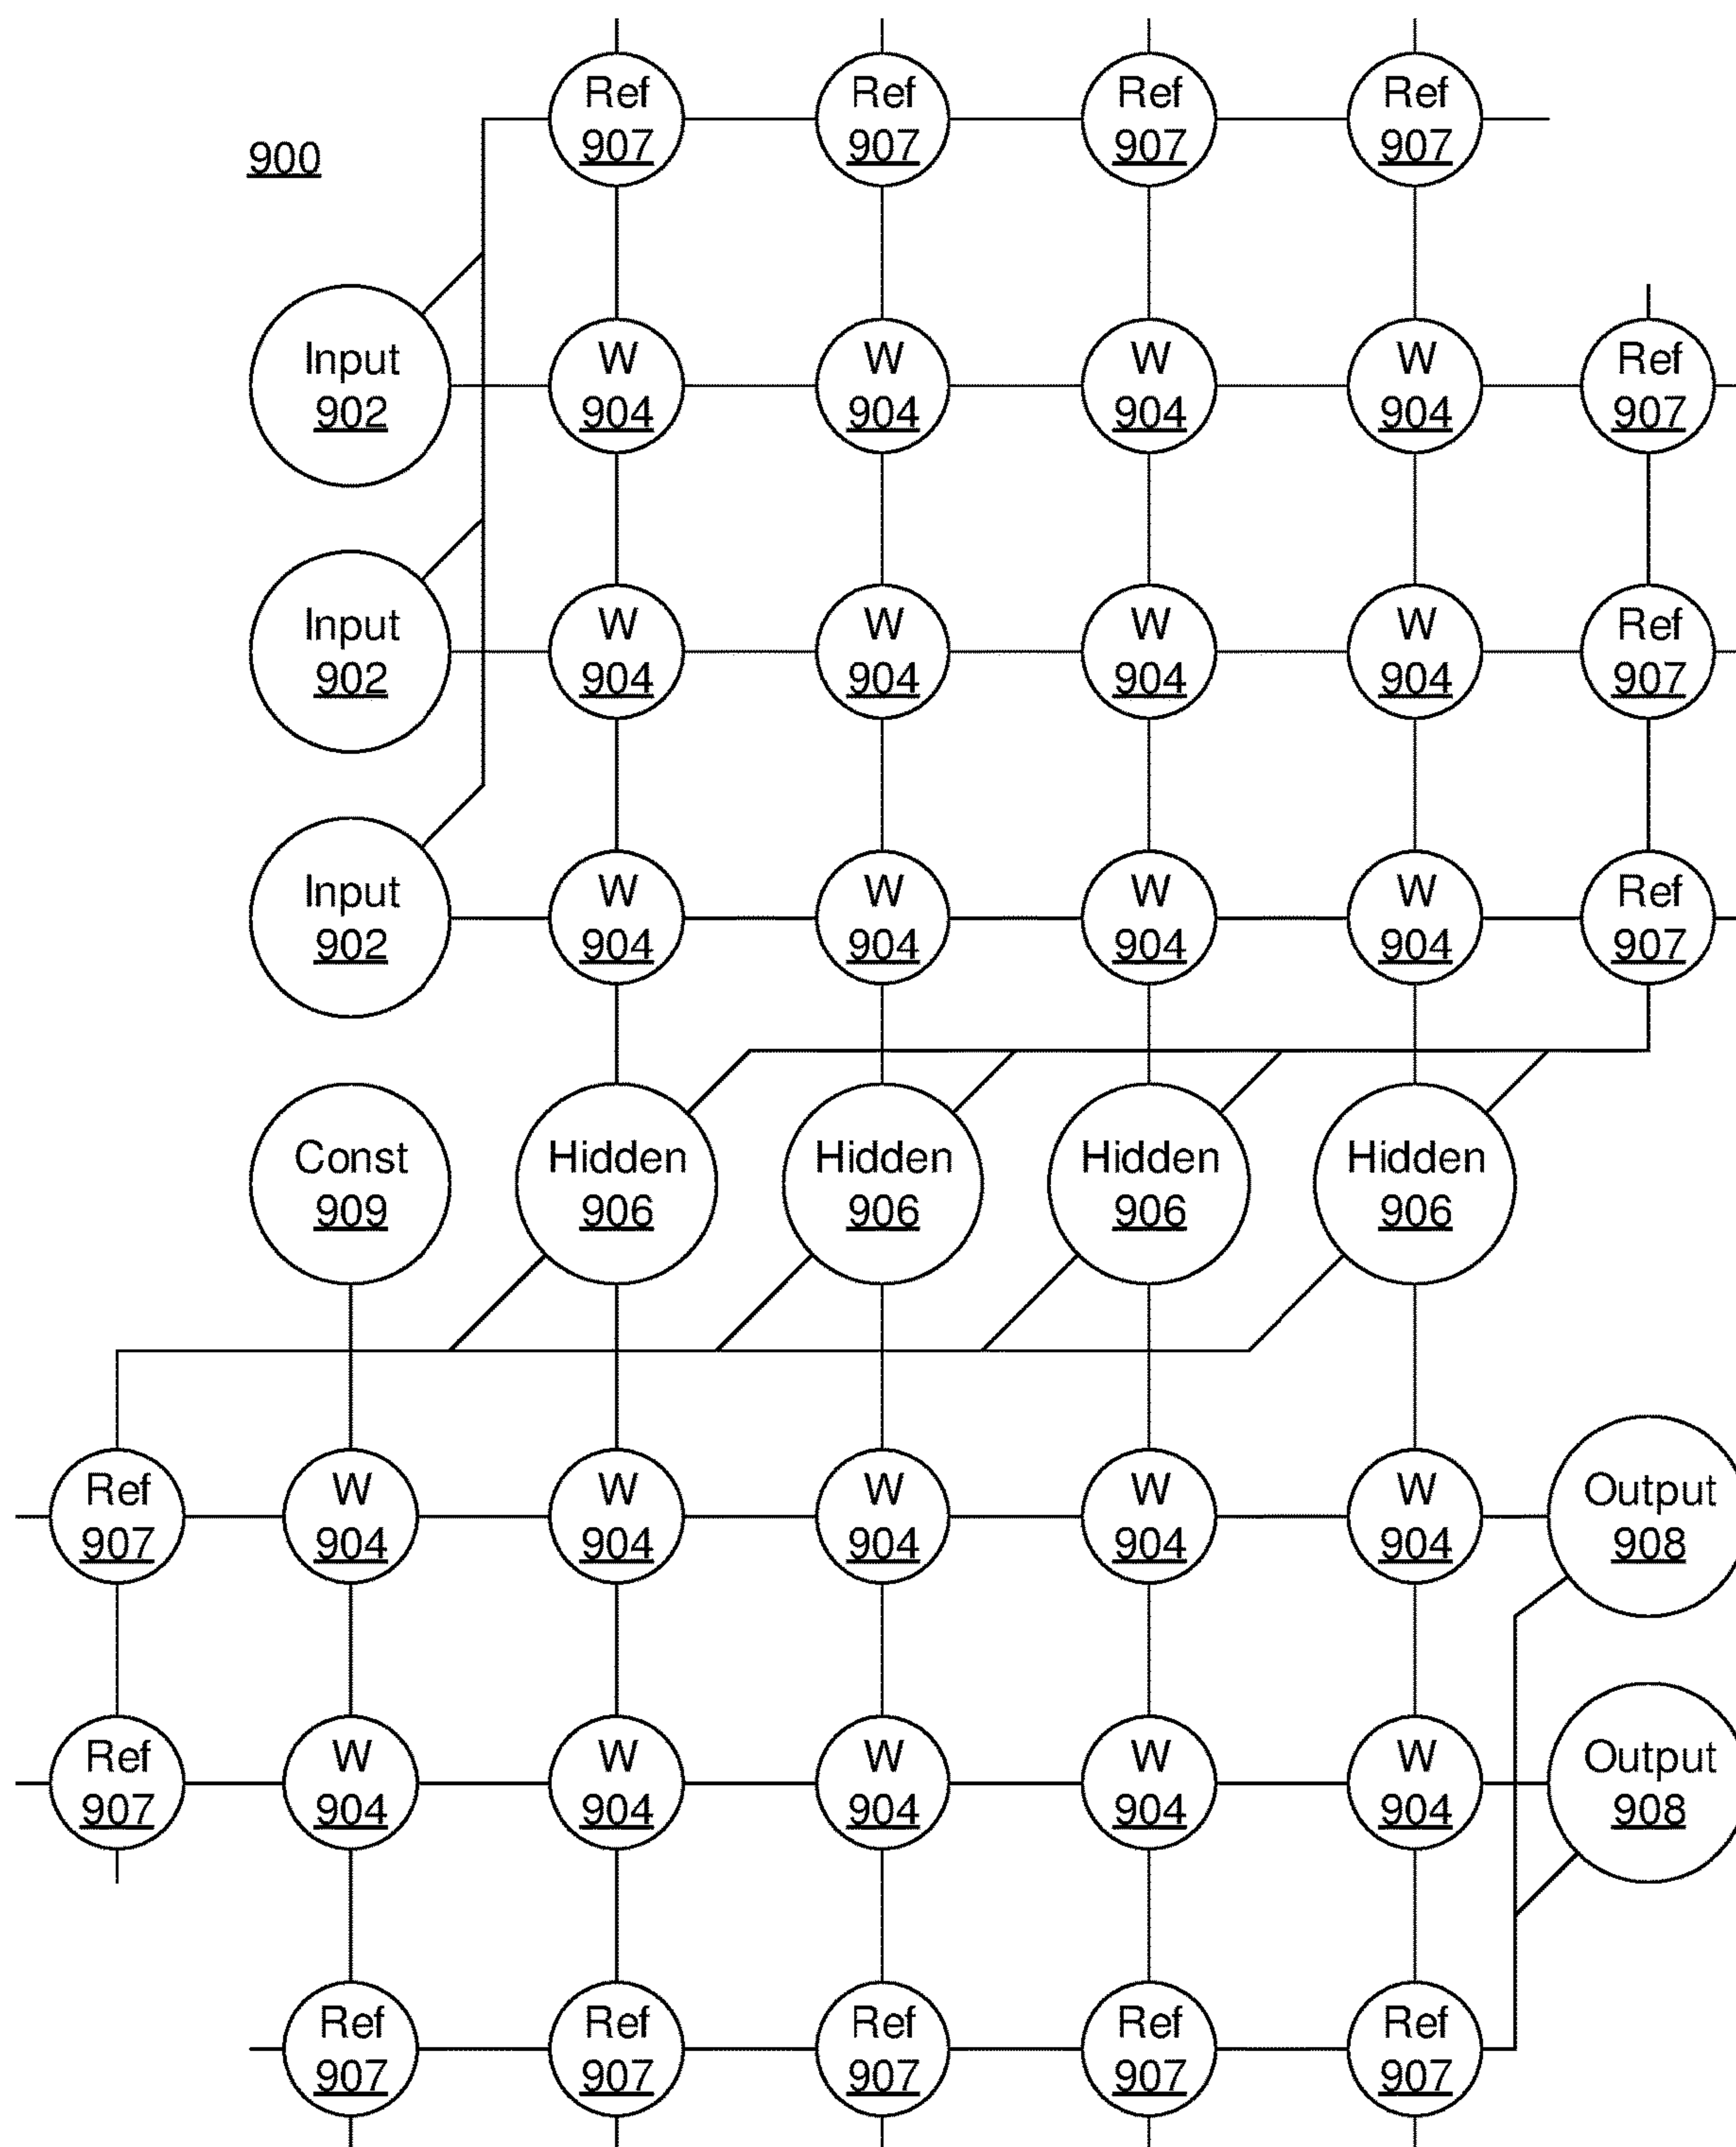 Ref Ref Ref Ref
907 907 907 907
900
Input W W W W Ref
902 904 904 904 904 907
Input W W W W Ref
902 904 904 904 904 907
Input W W W W Ref
902 904 904 904 904 907
Const Hidden Hidden Hidden Hidden
909 906 906 906 906
Ref W W W W W Output
907 904 904 904 904 904 908
Ref W W W W W Output
907 904 904 904 904 904 908
Ref Ref Ref Ref Ref
907 907 907 907 907